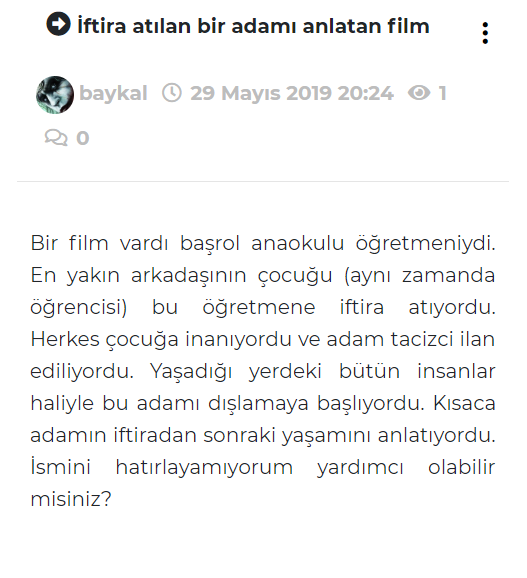 İftira atılan bir adamı anlatan film
baykal 29 Mayıs 2019 20:24 1
0
Bir film vardı başrol anaokulu öğretmeniydi.
En yakın arkadaşının çocuğu (aynı zamanda
öğrencisi) bu öğretmene iftira atıyordu.
Herkes çocuğa inanıyordu ve adam tacizci ilan
ediliyordu. Yaşadığı yerdeki bütün insanlar
haliyle bu adamı dışlamaya başlıyordu. Kısaca
adamın iftiradan sonraki yaşamını anlatıyordu.
İsmini hatırlayamıyorum yardımcı olabilir
misiniz?